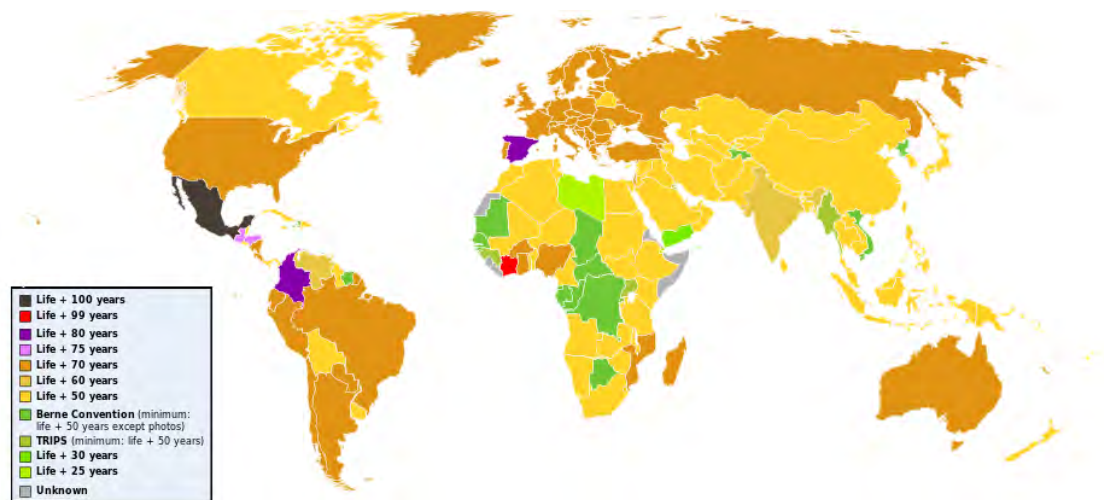 Life + 100 years
Life + 99 years
Life + 80 years
Life + 75 years
Life + 70 years
Life + 60 years
Life + 50 years
Berne Convention (minimum:
life + 50 years except photos)
TRIPS (minimum: life + 50 years)
Life + 30 years
Life + 25 years
Unknown